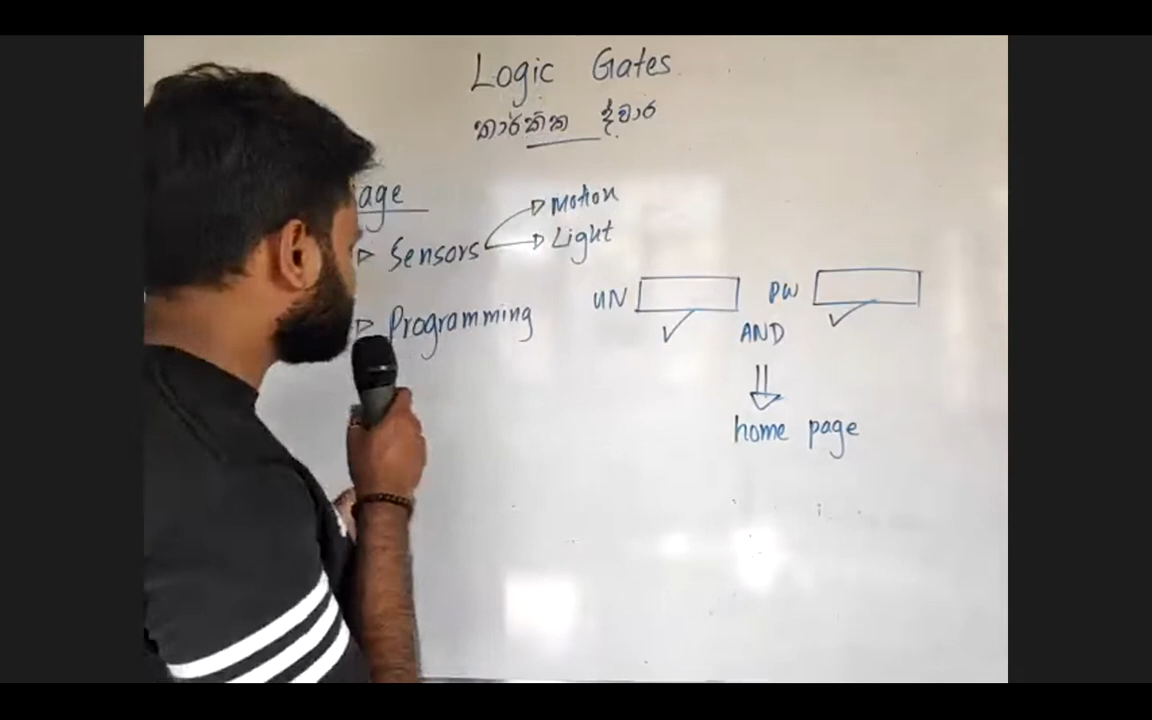 Logic Gates
තාර්කික ද්වාර
age
Sensors
Motion
Light
Programming
UN
PW
AND
home page